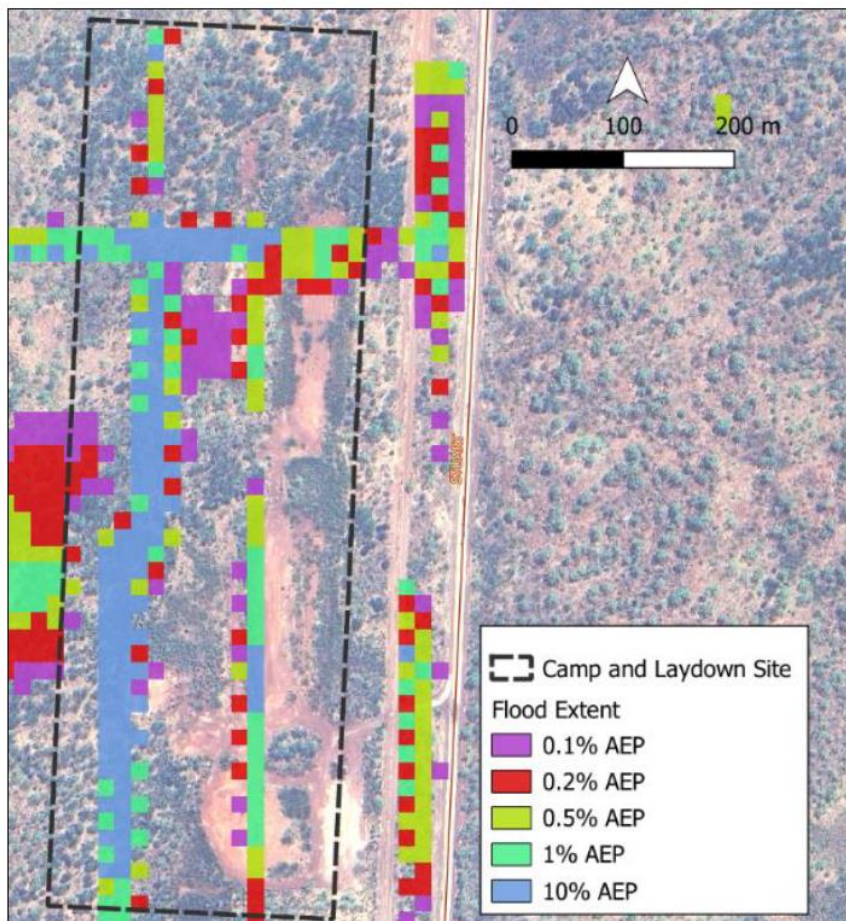 0 100 200 m
STUART
Camp and Laydown Site
Flood Extent
0.1% AEP
0.2% AEP
0.5% AEP
1% AEP
10% AEP